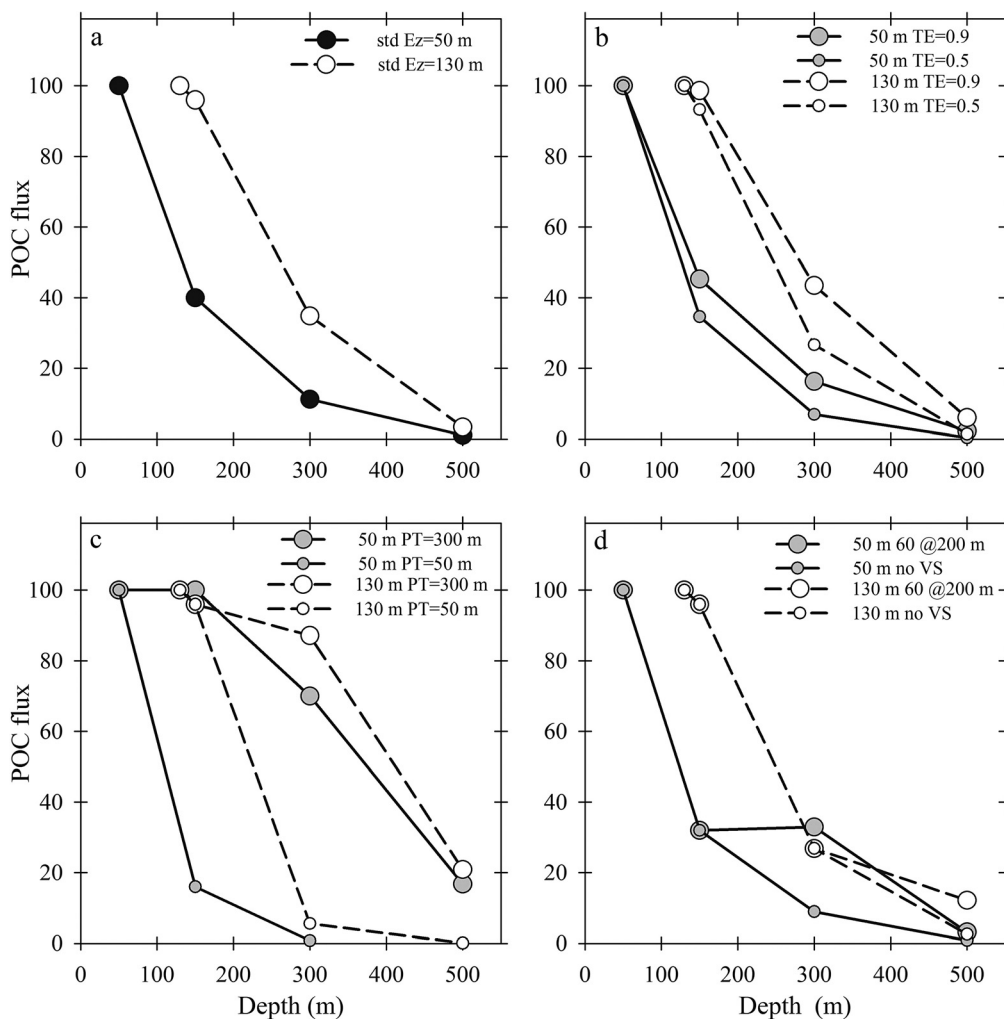 a
std Ez=50 m
std Ez=130 m
POC flux
100
80
60
40
20
0
0 100 200 300 400 500
b
50 m TE=0.9
50 m TE=0.5
130 m TE=0.9
130 m TE=0.5
100
80
60
40
20
0
0 100 200 300 400 500
c
50 m PT=300 m
50 m PT=50 m
130 m PT=300 m
130 m PT=50 m
POC flux
100
80
60
40
20
0
0 100 200 300 400 500
Depth (m)
d
50 m 60 @200 m
50 m no VS
130 m 60 @200 m
130 m no VS
100
80
60
40
20
0
0 100 200 300 400 500
Depth (m)